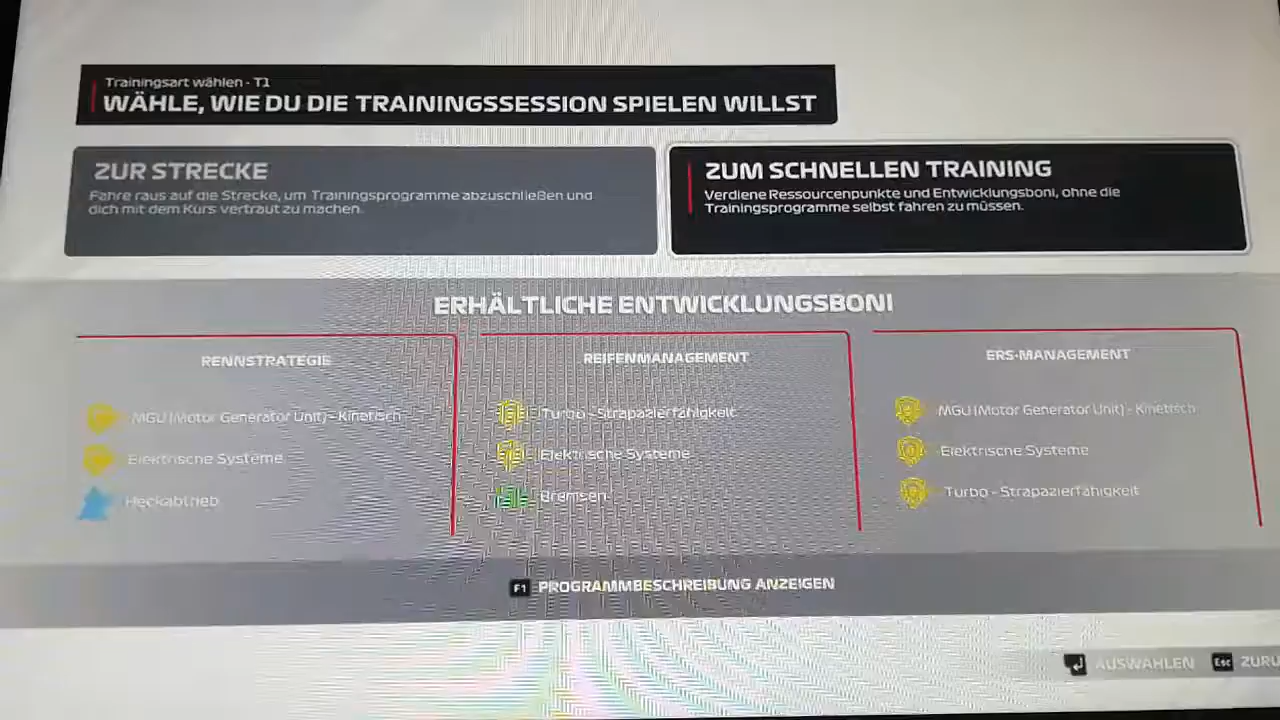 Trainingsart wählen - T1
WÄHLE, WIE DU DIE TRAININGSSESSION SPIELEN WILLST
ZUR STRECKE
Fahre raus auf die Strecke, um Trainingsprogramme abzuschließen und
dich mit dem Kurs vertraut zu machen.
ZUM SCHNELLEN TRAINING
Verdiene Ressourcenpunkte und Entwicklungsboni, ohne die
Trainingsprogramme selbst fahren zu müssen.
ERHÄLTLICHE ENTWICKLUNGSBONI
RENNSTRATEGIE
MGU (Motor Generator Unit) - Kinetisch
Elektrische Systeme
Heckabtrieb
REIFENMANAGEMENT
Turbo - Strapazierfähigkeit
Elektrische Systeme
Bremsen
ERS-MANAGEMENT
MGU (Motor Generator Unit) - Kinetisch
Elektrische Systeme
Turbo - Strapazierfähigkeit
F1 PROGRAMMBESCHREIBUNG ANZEIGEN
AUSWÄHLEN Esc ZURÜ